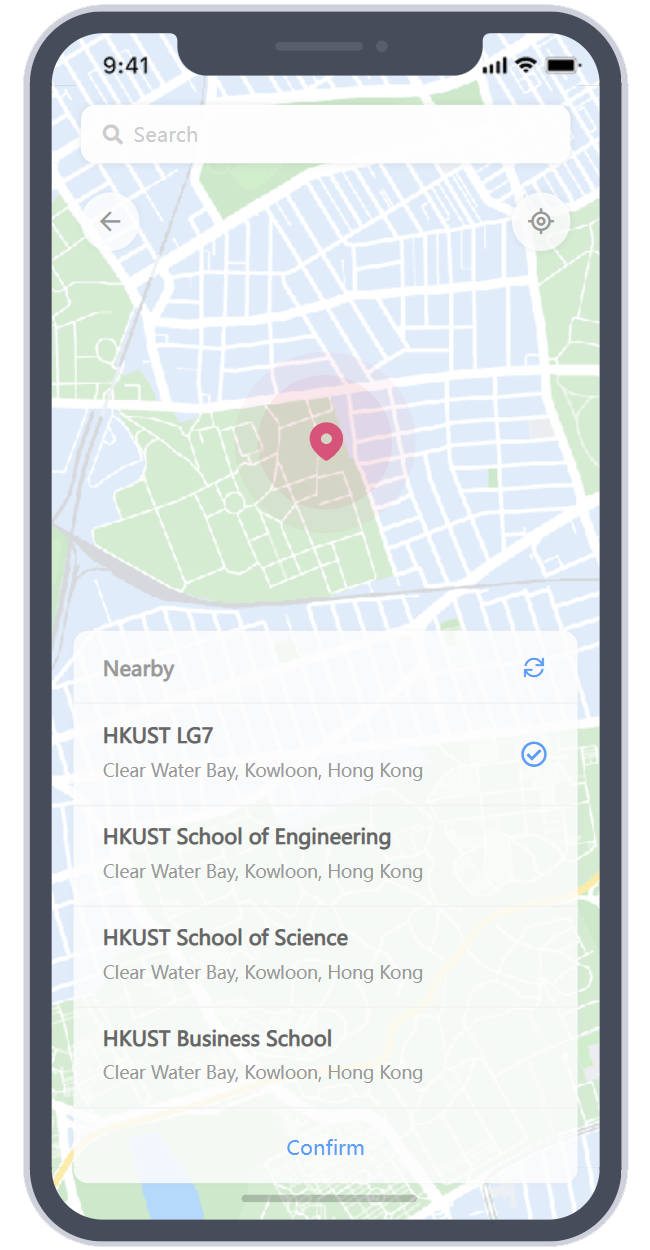 9:41
Search
Nearby
HKUST LG7
Clear Water Bay, Kowloon, Hong Kong
HKUST School of Engineering
Clear Water Bay, Kowloon, Hong Kong
HKUST School of Science
Clear Water Bay, Kowloon, Hong Kong
HKUST Business School
Clear Water Bay, Kowloon, Hong Kong
Confirm